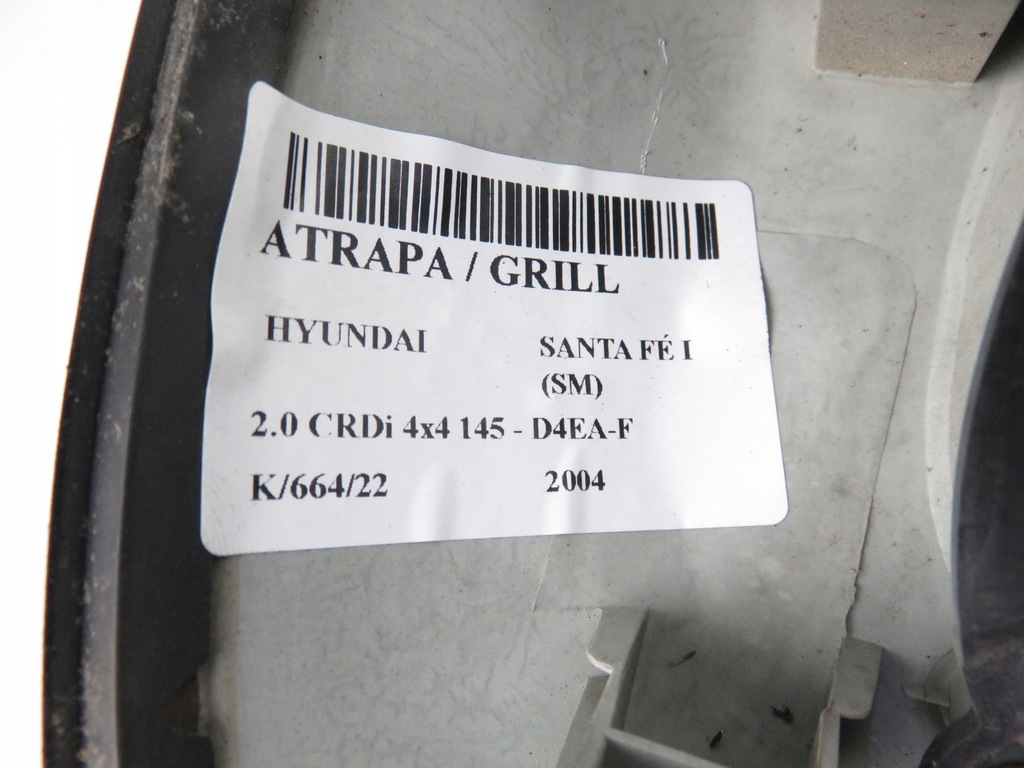 ATRAPA / GRILL
HYUNDAI SANTA FÉ I
(SM)
2.0 CRDi 4x4 145 - D4EA-F
K/664/22 2004